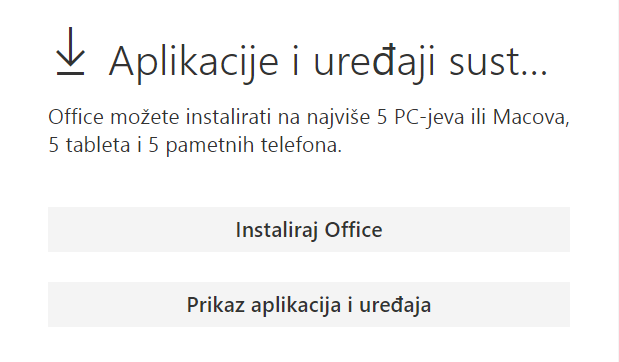 Aplikacije i uređaji sust...
Office možete instalirati na najviše 5 PC-jeva ili Macova,
5 tableta i 5 pametnih telefona.
Instaliraj Office
Prikaz aplikacija i uređaja